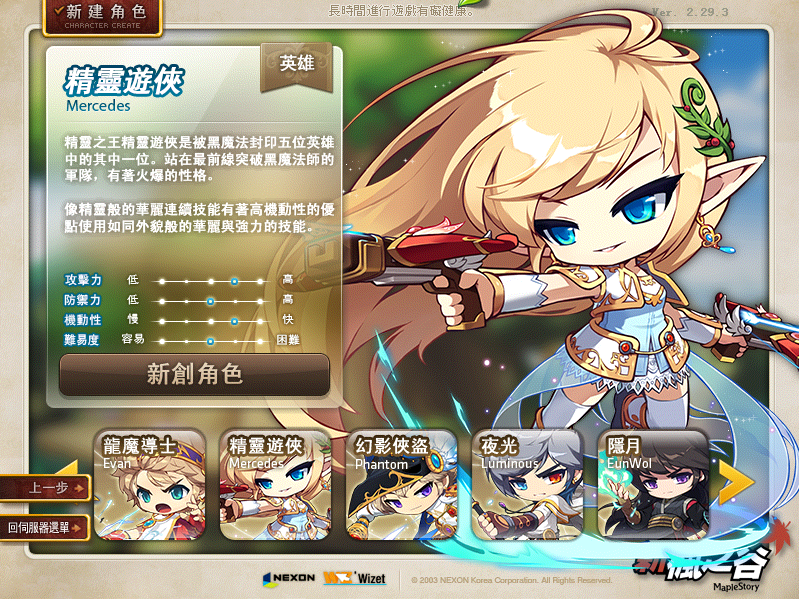 新建角色
CHARACTER CREATE
長時間進行遊戲有礙健康。
Ver. 2.29.3
英雄
精靈遊俠
Mercedes
精靈之王精靈遊俠是被黑魔法封印五位英雄
中的其中一位。站在最前線突破黑魔法師的
軍隊，有著火爆的性格。
像精靈般的華麗連續技能有著高機動性的優
點使用如同外貌般的華麗與強力的技能。
攻擊力 低 高
防禦力 低 高
機動性 慢 快
難易度 容易 困難
新創角色
龍魔導士
Evan
精靈遊俠
Mercedes
幻影俠盜
Phantom
夜光
Luminous
隱月
EunWol
上一步
回伺服器選單
新楓之谷
MapleStory
NEXON Wizet
© 2003 NEXON Korea Corporation. All Rights Reserved.